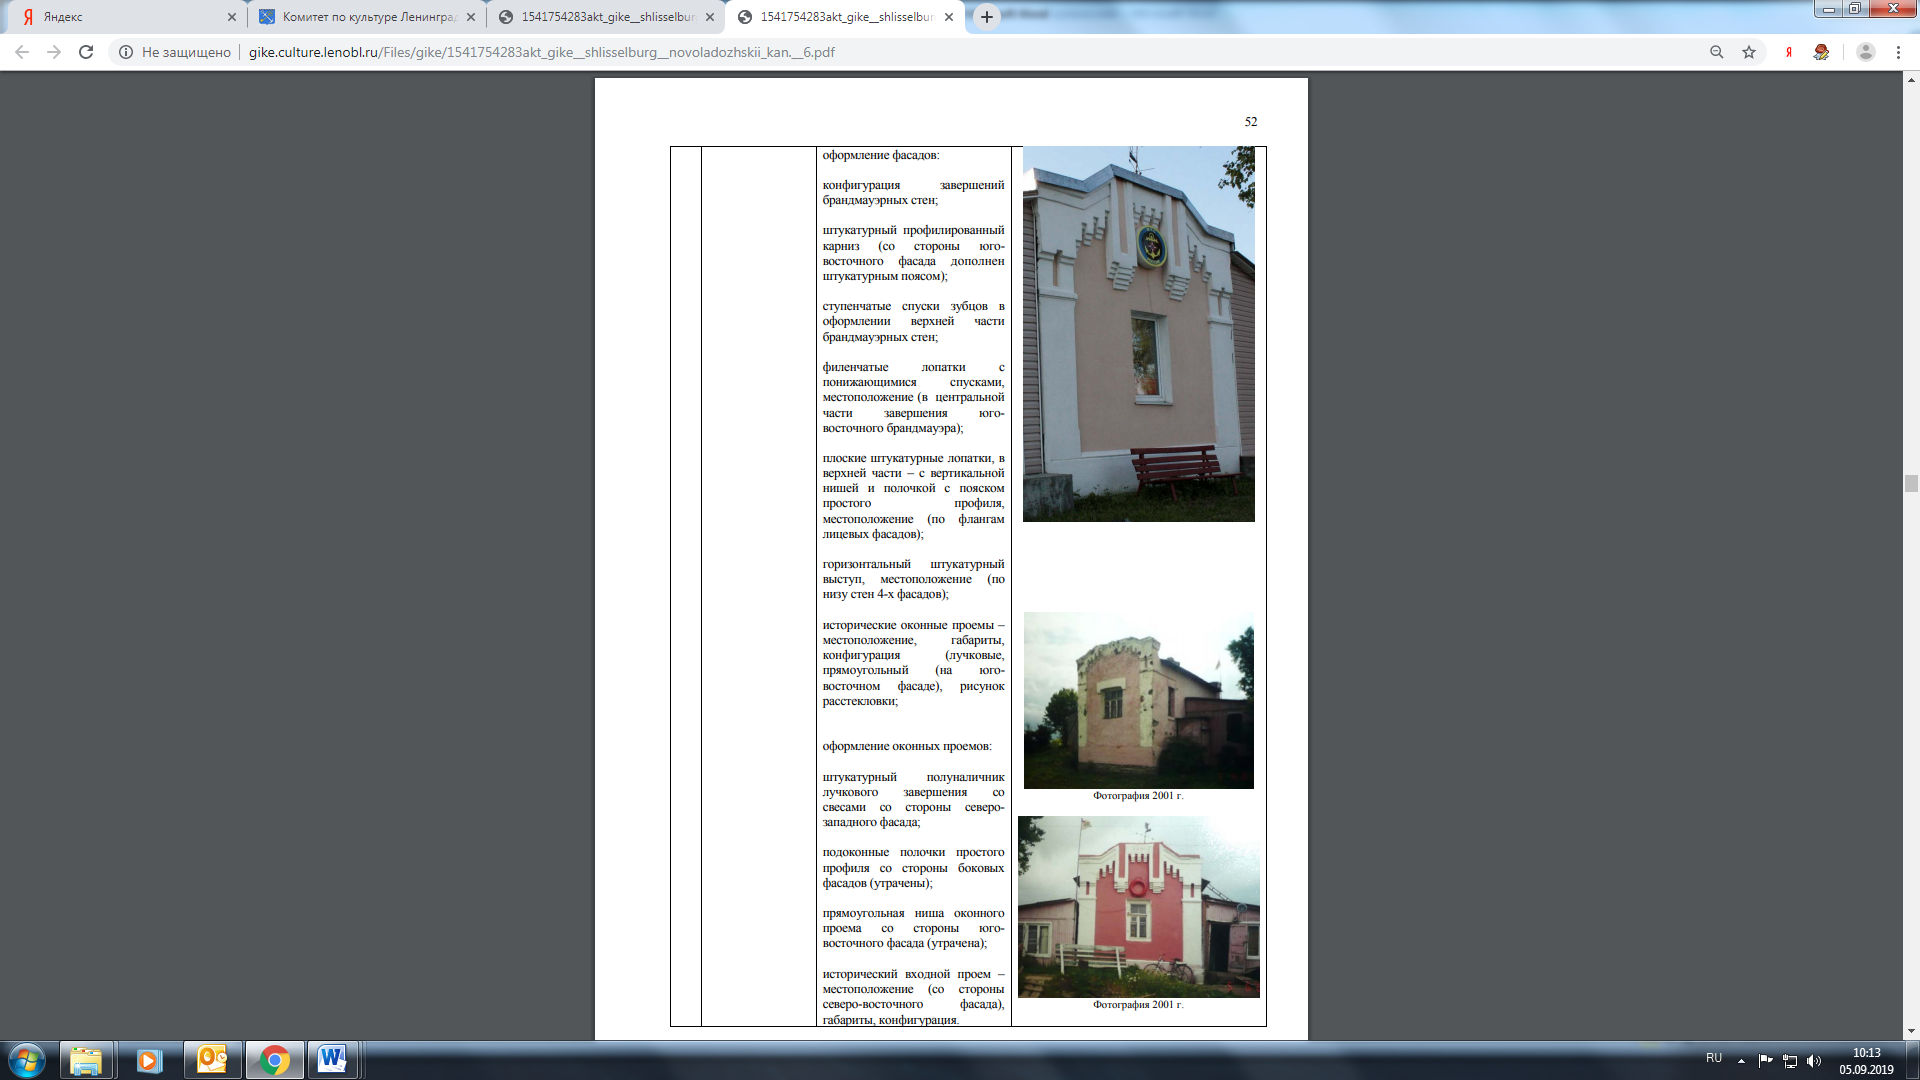 Яндекс
Комитет по культуре Ленинград
1541754283akt_gike__shlisselbur
1541754283akt_gike__shlisselbur
Не защищено
gike.culture.lenobl.ru/Files/gike/1541754283akt_gike__shlisselburg__novoladozhskii_kan.__6.pdf
52
оформление фасадов:
конфигурация завершений
брандмауэрных стен;
штукатурный профилированный
карниз (со стороны юго-
восточного фасада дополнен
штукатурным поясом);
ступенчатые спуски зубцов в
оформлении верхней части
брандмауэрных стен;
филенчатые лопатки с
понижающимися спусками,
местоположение (в центральной
части завершения юго-
восточного брандмауэра);
плоские штукатурные лопатки, в
верхней части – с вертикальной
нишей и полочкой с пояском
простого профиля,
местоположение (по флангам
лицевых фасадов);
горизонтальный штукатурный
выступ, местоположение (по
низу стен 4-х фасадов);
исторические оконные проемы –
местоположение, габариты,
конфигурация (лучковые,
прямоугольный (на юго-
восточном фасаде), рисунок
расстекловки;
оформление оконных проемов:
штукатурный полуналичник
лучкового завершения со
свесами со стороны северо-
западного фасада;
подоконные полочки простого
профиля со стороны боковых
фасадов (утрачены);
прямоугольная ниша оконного
проема со стороны юго-
восточного фасада (утрачена);
исторический входной проем –
местоположение (со стороны
северо-восточного фасада),
габариты, конфигурация.
Фотография 2001 г.
Фотография 2001 г.
RU
10:13
05.09.2019